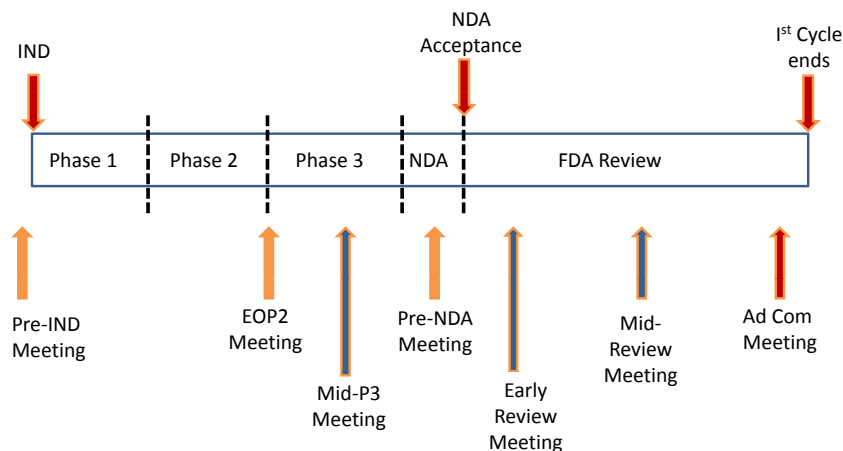 IND
NDA
Acceptance
Ist Cycle
ends
Phase 1
Phase 2
Phase 3
NDA
FDA Review
Pre-IND
Meeting
EOP2
Meeting
Mid-P3
Meeting
Pre-NDA
Meeting
Early
Review
Meeting
Mid-
Review
Meeting
Ad Com
Meeting